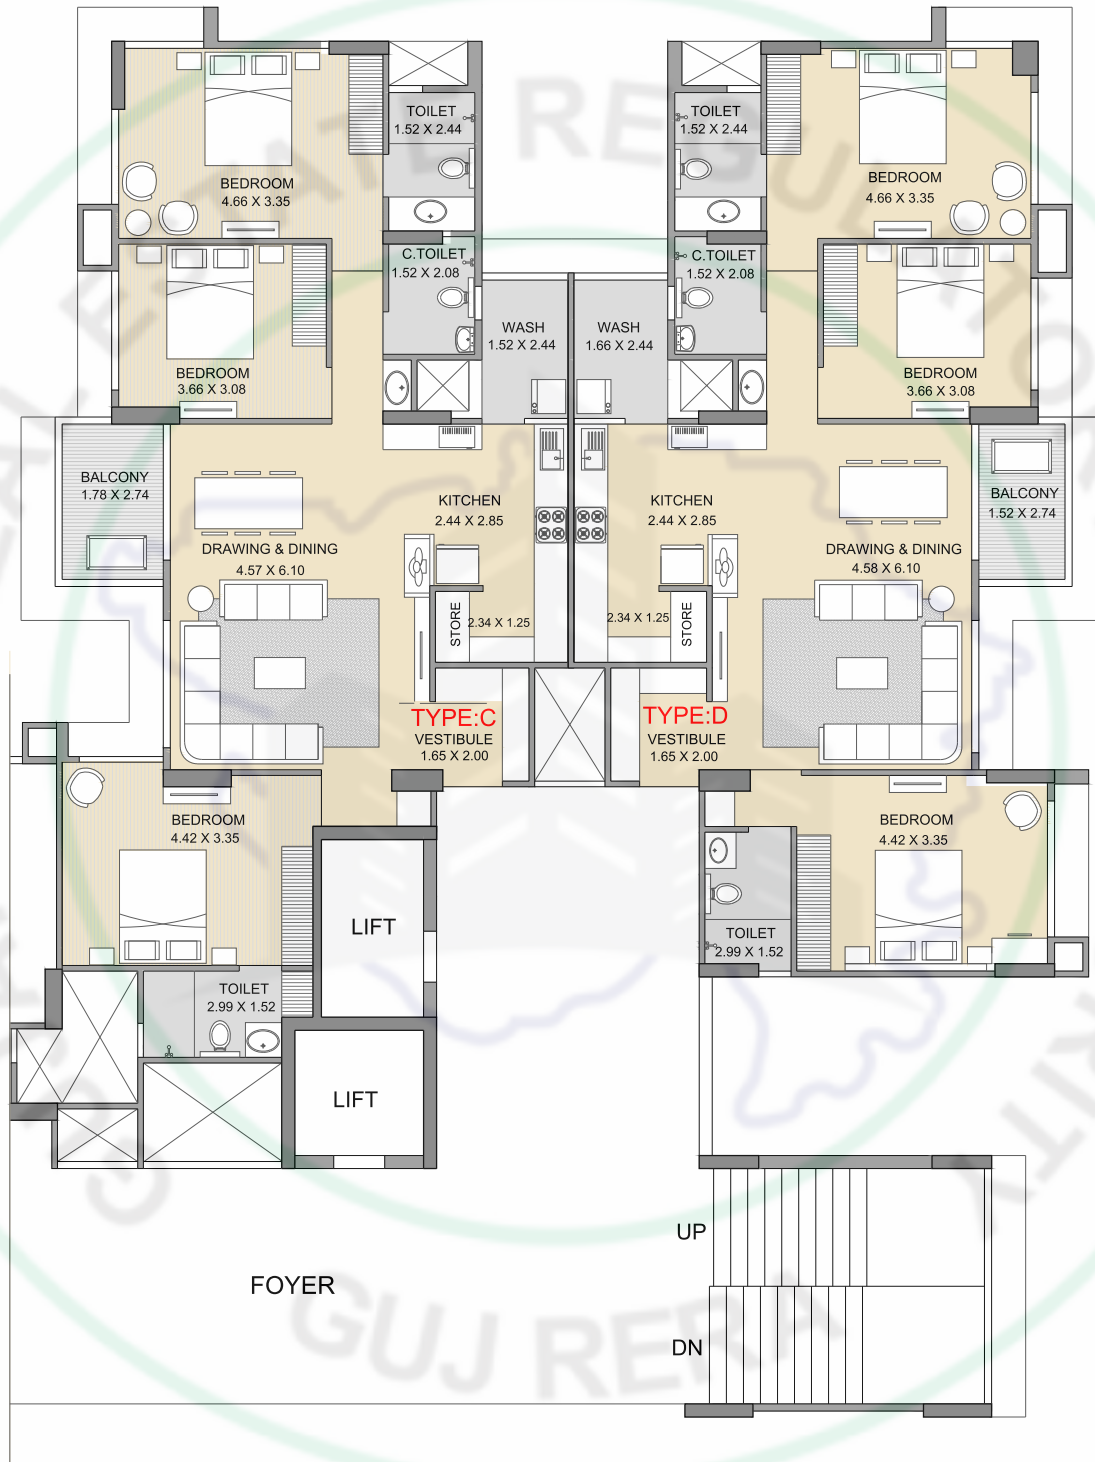 TOILET
1.52 X 2.44
TOILET
1.52 X 2.44
BEDROOM
4.66 X 3.35
BEDROOM
4.66 X 3.35
C.TOILET
1.52 X 2.08
C.TOILET
1.52 X 2.08
WASH
1.52 X 2.44
WASH
1.66 X 2.44
BEDROOM
3.66 X 3.08
BEDROOM
3.66 X 3.08
BALCONY
1.78 X 2.74
KITCHEN
2.44 X 2.85
KITCHEN
2.44 X 2.85
BALCONY
1.52 X 2.74
DRAWING & DINING
4.57 X 6.10
DRAWING & DINING
4.58 X 6.10
STORE
2.34 X 1.25
2.34 X 1.25
STORE
TYPE:C
VESTIBULE
1.65 X 2.00
TYPE:D
VESTIBULE
1.65 X 2.00
BEDROOM
4.42 X 3.35
BEDROOM
4.42 X 3.35
LIFT
TOILET
2.99 X 1.52
TOILET
2.99 X 1.52
LIFT
UP
FOYER
DN
GUJ RERA